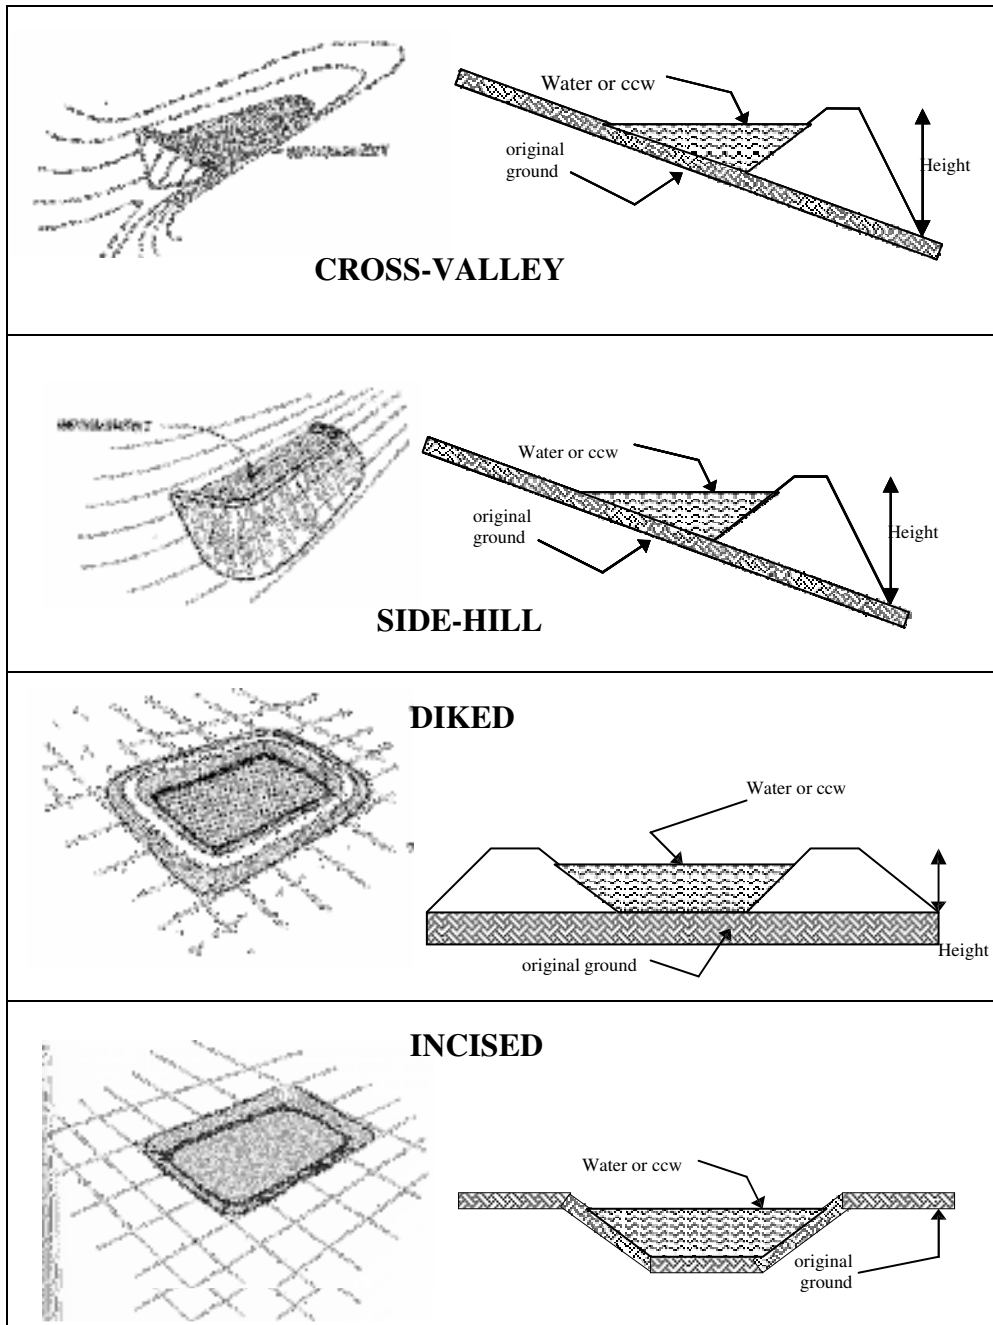 Water or ccw
original
ground
Height
CROSS-VALLEY
Water or ccw
original
ground
Height
SIDE-HILL
DIKED
Water or ccw
original ground
Height
INCISED
Water or ccw
original
ground